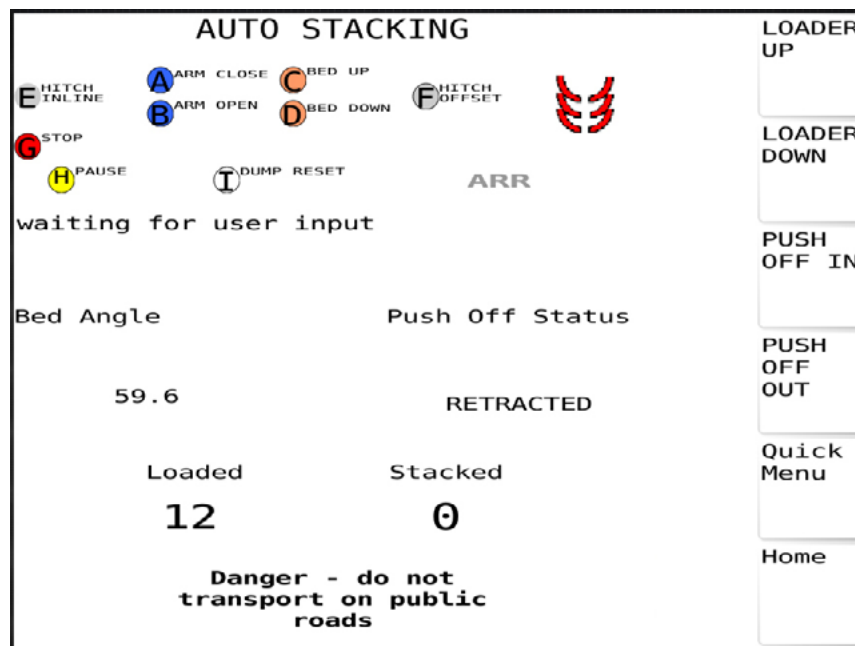 AUTO STACKING
E HITCH INLINE
A ARM CLOSE
C BED UP
F HITCH OFFSET
B ARM OPEN
D BED DOWN
G STOP
H PAUSE
I DUMP RESET
ARR
waiting for user input
Bed Angle
Push Off Status
59.6
RETRACTED
Loaded
Stacked
12
0
Danger - do not
transport on public
roads
LOADER
UP
LOADER
DOWN
PUSH
OFF IN
PUSH
OFF
OUT
Quick
Menu
Home